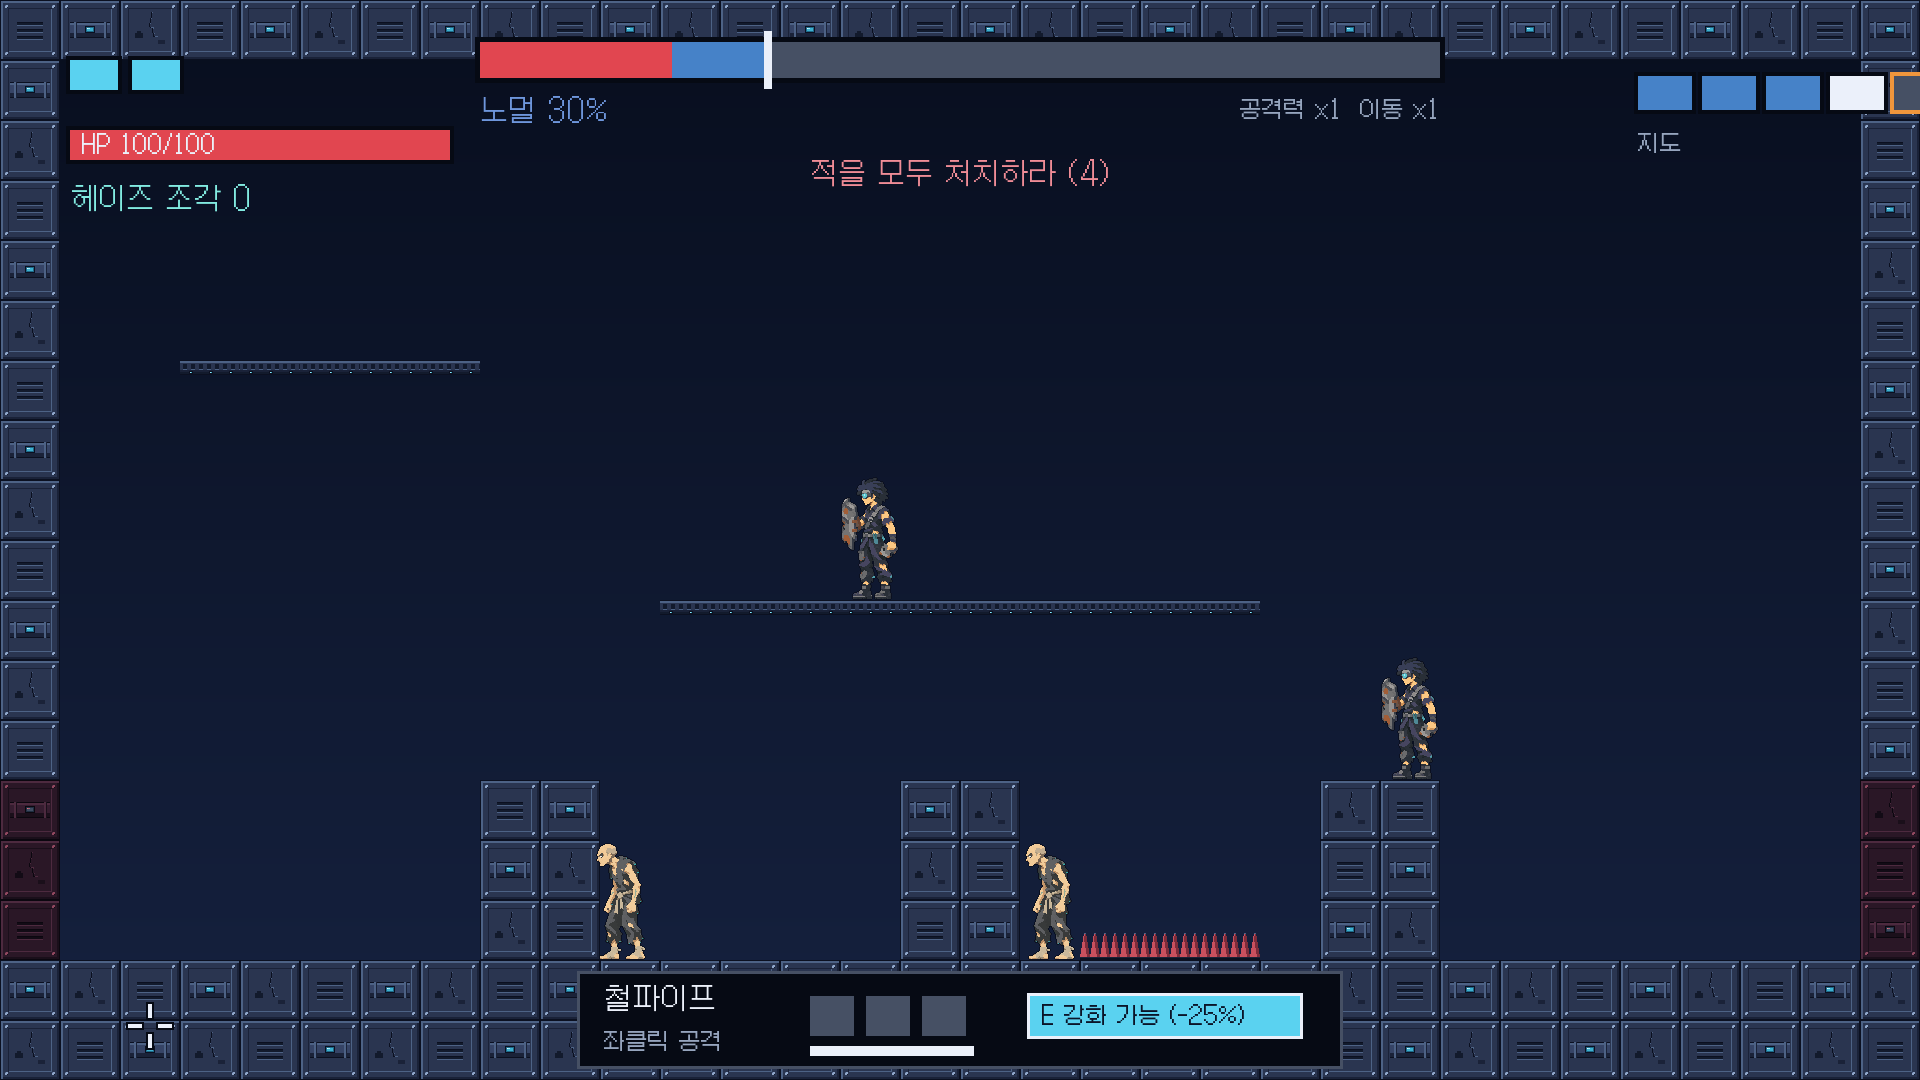 노멀 30%
공격력 x1 이동 x1
HP 100/100
지도
적을 모두 처치하라 (4)
헤이즈 조각 0
철파이프
좌클릭 공격
E 강화 가능 (-25%)